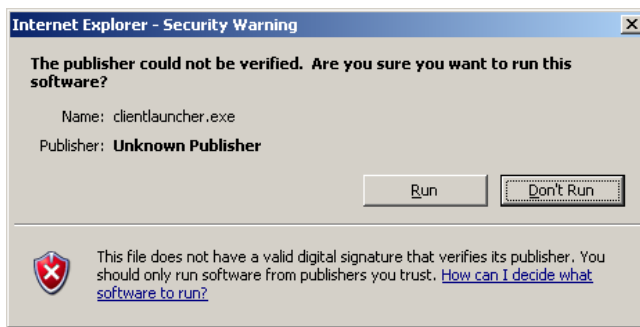 Internet Explorer - Security Warning
The publisher could not be verified. Are you sure you want to run this
software?
Name: clientlauncher.exe
Publisher: Unknown Publisher
Run Don't Run
This file does not have a valid digital signature that verifies its publisher. You
should only run software from publishers you trust. How can I decide what
software to run?